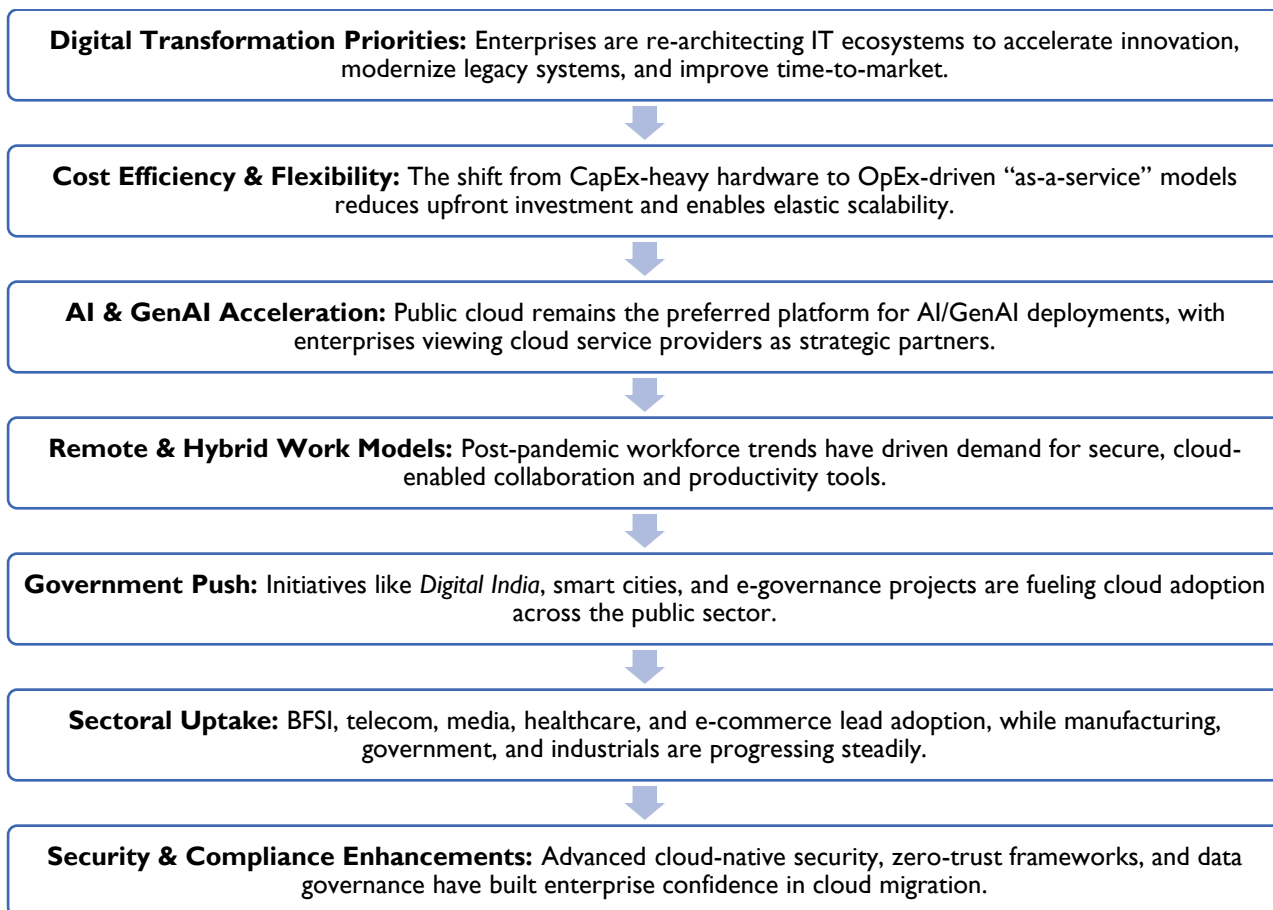 Digital Transformation Priorities: Enterprises are re-architecting IT ecosystems to accelerate innovation,
modernize legacy systems, and improve time-to-market.
Cost Efficiency & Flexibility: The shift from CapEx-heavy hardware to OpEx-driven “as-a-service” models
reduces upfront investment and enables elastic scalability.
AI & GenAI Acceleration: Public cloud remains the preferred platform for AI/GenAI deployments, with
enterprises viewing cloud service providers as strategic partners.
Remote & Hybrid Work Models: Post-pandemic workforce trends have driven demand for secure, cloud-
enabled collaboration and productivity tools.
Government Push: Initiatives like Digital India, smart cities, and e-governance projects are fueling cloud adoption
across the public sector.
Sectoral Uptake: BFSI, telecom, media, healthcare, and e-commerce lead adoption, while manufacturing,
government, and industrials are progressing steadily.
Security & Compliance Enhancements: Advanced cloud-native security, zero-trust frameworks, and data
governance have built enterprise confidence in cloud migration.